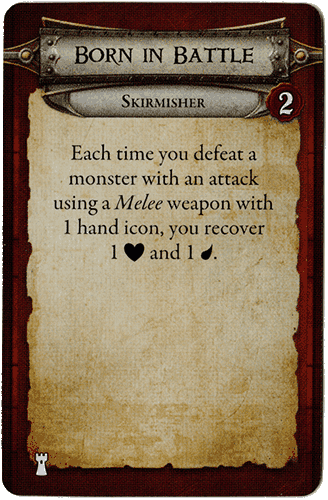 BORN IN BATTLE
SKIRMISHER
2
Each time you defeat a
monster with an attack
using a Melee weapon with
1 hand icon, you recover
1 ♥ and 1 .